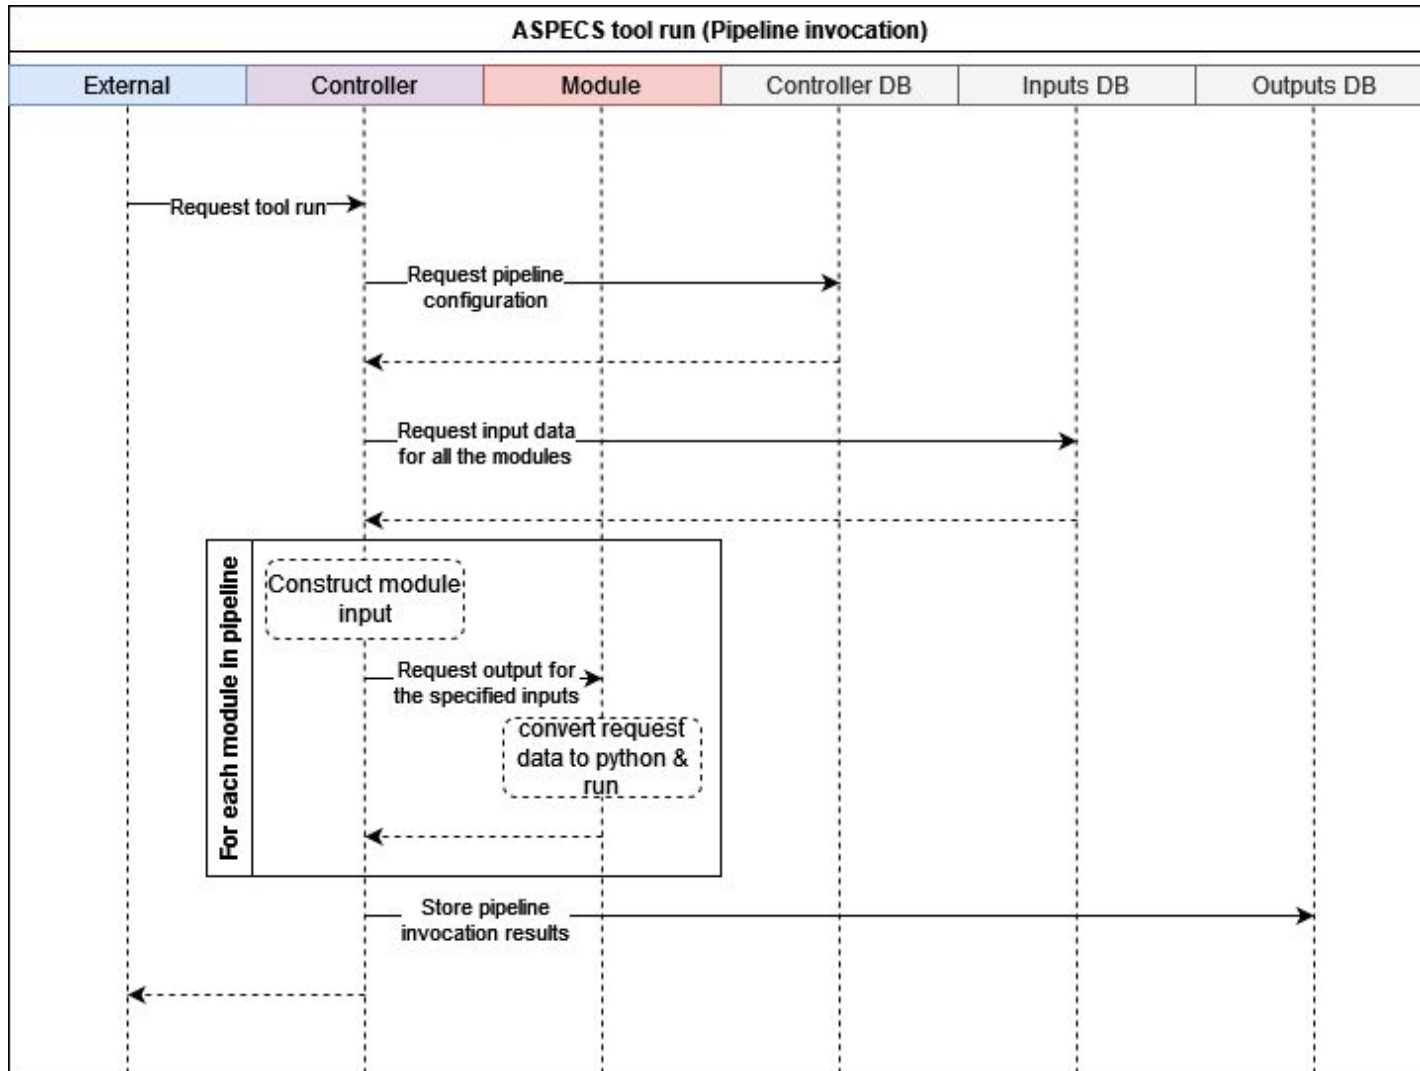 ASPECS tool run (Pipeline invocation)
External
Controller
Module
Controller DB
Inputs DB
Outputs DB
Request tool run
Request pipeline
configuration
Request input data
for all the modules
For each module in pipeline
Construct module
input
Request output for
the specified inputs
convert request
data to python &
run
Store pipeline
invocation results